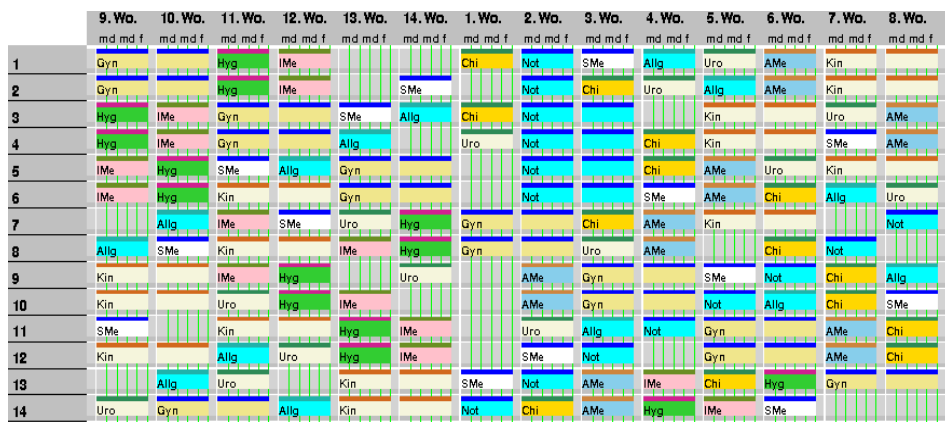 9. Wo. 10. Wo. 11. Wo. 12. Wo. 13. Wo. 14. Wo. 1. Wo. 2. Wo. 3. Wo. 4. Wo. 5. Wo. 6. Wo. 7. Wo. 8. Wo.
md md f md md f md md f md md f md md f md md f md md f md md f md md f md md f md md f md md f md md f md md f
1 Gyn Hyg IMe Chi Not SMe Allg Uro AMe Kin
2 Gyn Hyg IMe SMe Not Chi Uro Allg AMe Kin
3 Hyg IMe Gyn SMe Allg Chi Not Kin Uro AMe
4 Hyg IMe Gyn Allg Uro Not Chi Kin SMe AMe
5 IMe Hyg SMe Allg Gyn Not Chi AMe Uro Kin
6 IMe Hyg Kin Gyn Not SMe AMe Chi Allg Uro
7 Allg IMe SMe Uro Hyg Gyn Chi AMe Kin Not
8 Allg SMe Kin IMe Hyg Gyn Uro AMe Chi Not
9 Kin IMe Hyg Uro AMe Gyn SMe Not Chi Allg
10 Kin Uro Hyg IMe AMe Gyn Not Allg Chi SMe
11 SMe Kin Hyg IMe Uro Allg Not Gyn AMe Chi
12 Kin Allg Uro Hyg IMe SMe Not Gyn AMe Chi
13 Allg Uro Kin SMe Not AMe IMe Chi Hyg Gyn
14 Uro Gyn Allg Kin Not Chi AMe Hyg IMe SMe